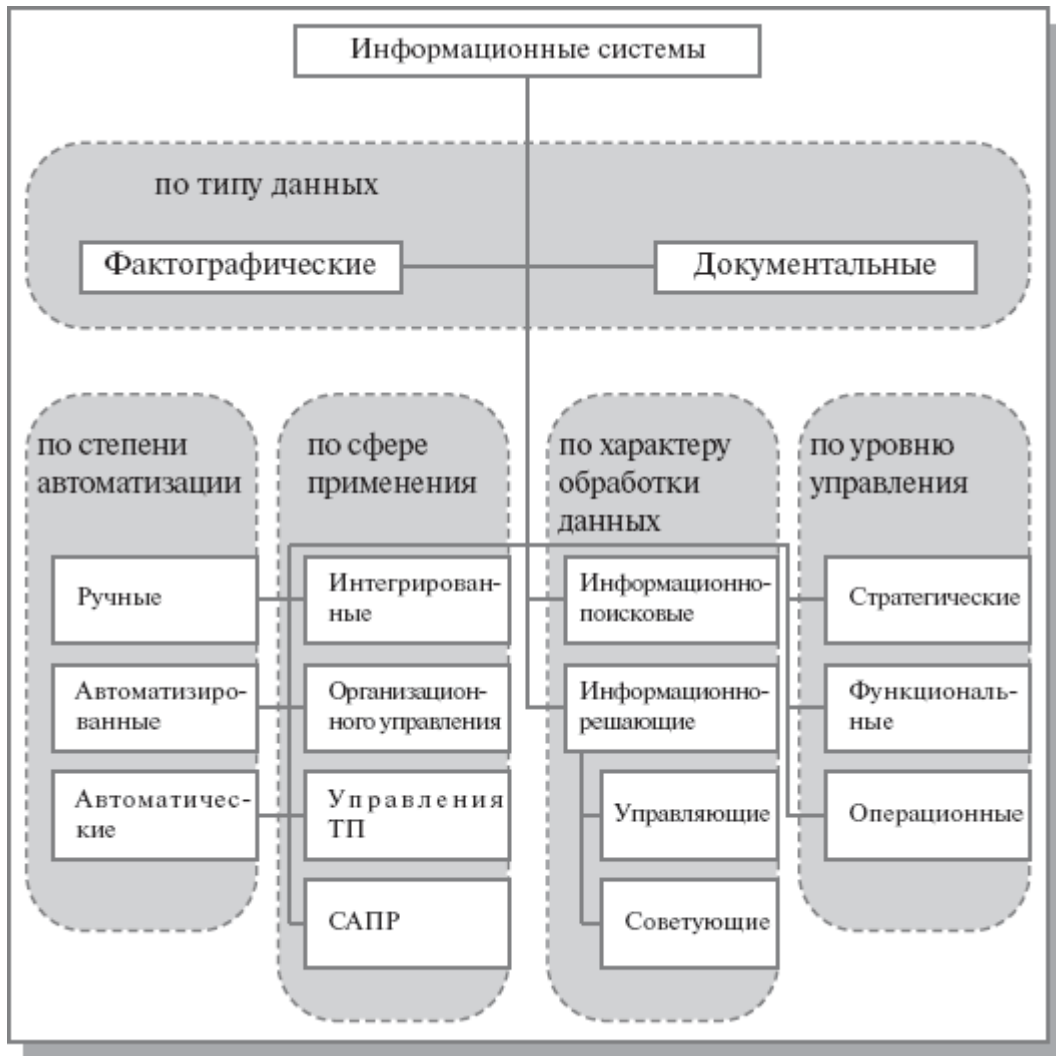 Информационные системы
по типу данных
Фактографические
Документальные
по степени
автоматизации
Ручные
Автоматизиро-
ванные
Автоматичес-
кие
по сфере
применения
Интегрирован-
ные
Организацион-
ного управления
Управления
ТП
САПР
по характеру
обработки
данных
Информационно-
поисковые
Информационно-
решающие
Управляющие
Советующие
по уровню
управления
Стратегические
Функциональ-
ные
Операционные